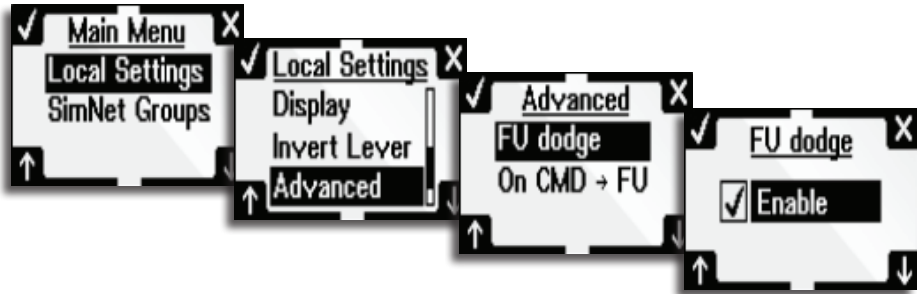 Main Menu
Local Settings
SimNet Groups
Local Settings
Display
Invert Lever
Advanced
Advanced
FU dodge
On CMD → FU
FU dodge
Enable